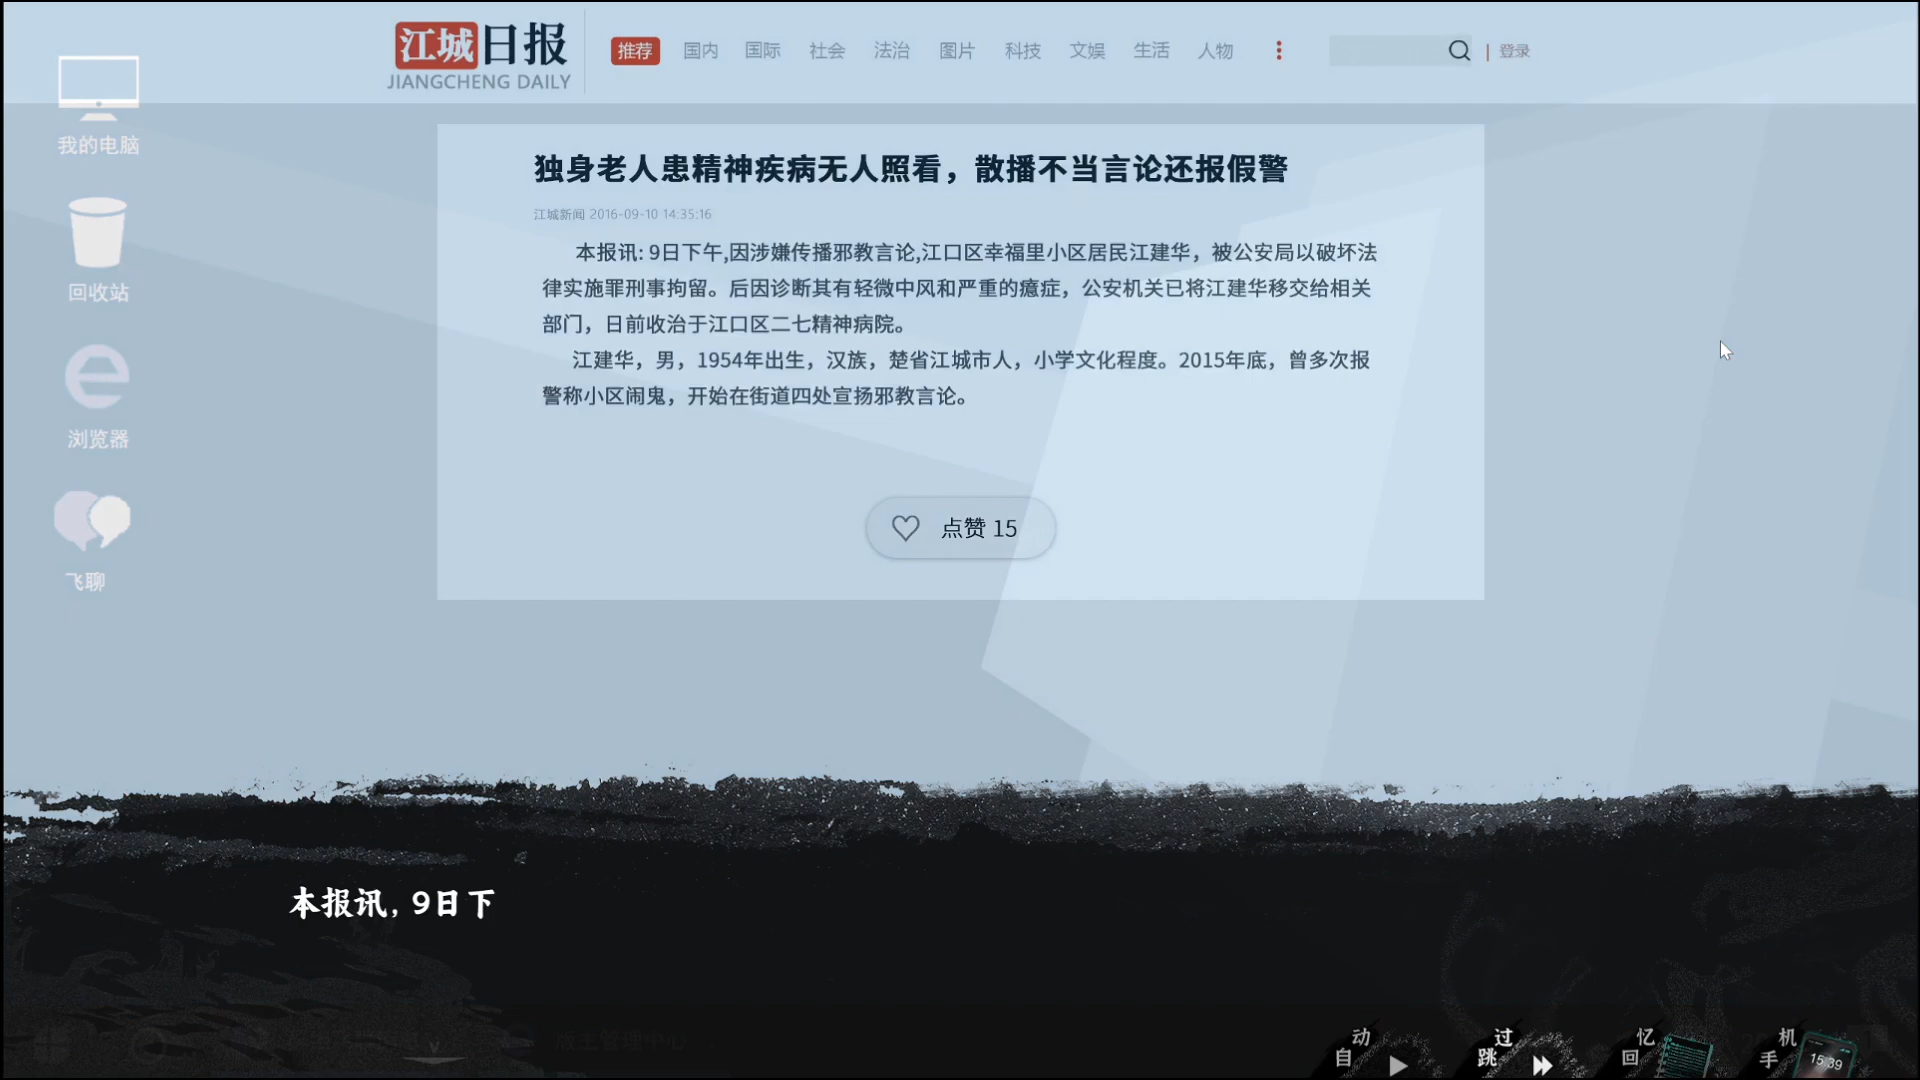 江城日报
JIANGCHENG DAILY
推荐 国内 国际 社会 法治 图片 科技 文娱 生活 人物 | 登录
我的电脑
回收站
浏览器
飞聊
独身老人患精神疾病无人照看，散播不当言论还报假警
江城新闻 2016-09-10 14:35:16
本报讯: 9日下午,因涉嫌传播邪教言论,江口区幸福里小区居民江建华，被公安局以破坏法
律实施罪刑事拘留。后因诊断其有轻微中风和严重的癔症，公安机关已将江建华移交给相关
部门，日前收治于江口区二七精神病院。
江建华，男，1954年出生，汉族，楚省江城市人，小学文化程度。2015年底，曾多次报
警称小区闹鬼，开始在街道四处宣扬邪教言论。
点赞 15
本报讯, 9日下
版主管理中心
自动
跳过
回忆
手机
15:39